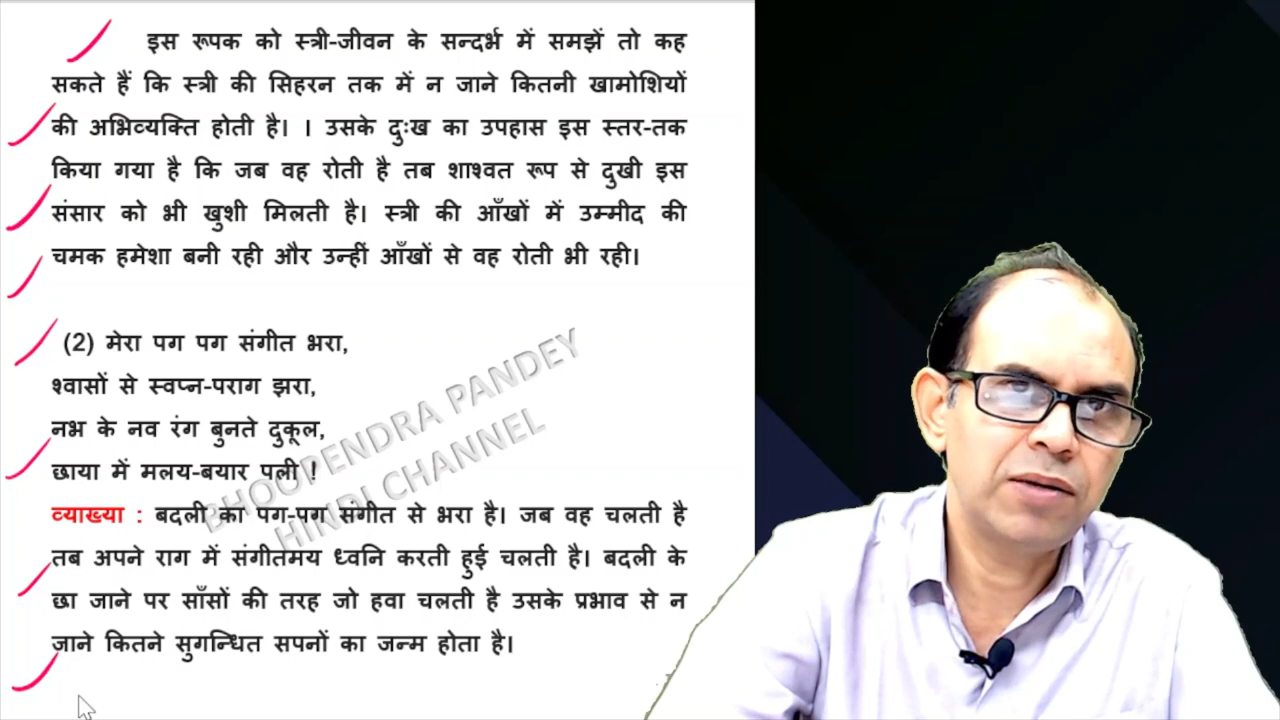 इस रूपक को स्त्री-जीवन के सन्दर्भ में समझें तो कह
सकते हैं कि स्त्री की सिहरन तक में न जाने कितनी खामोशियों
की अभिव्यक्ति होती है। । उसके दुःख का उपहास इस स्तर-तक
किया गया है कि जब वह रोती है तब शाश्वत रूप से दुखी इस
संसार को भी खुशी मिलती है। स्त्री की आँखों में उम्मीद की
चमक हमेशा बनी रही और उन्हीं आँखों से वह रोती भी रही।
(2) मेरा पग पग संगीत भरा,
श्वासों से स्वप्न-पराग झरा,
नभ के नव रंग बुनते दुकूल,
छाया में मलय-बयार पली !
व्याख्या : बदली का पग-पग संगीत से भरा है। जब वह चलती है
तब अपने राग में संगीतमय ध्वनि करती हुई चलती है। बदली के
छा जाने पर साँसों की तरह जो हवा चलती है उसके प्रभाव से न
जाने कितने सुगन्धित सपनों का जन्म होता है।
BHOOPENDRA PANDEY
HINDI CHANNEL